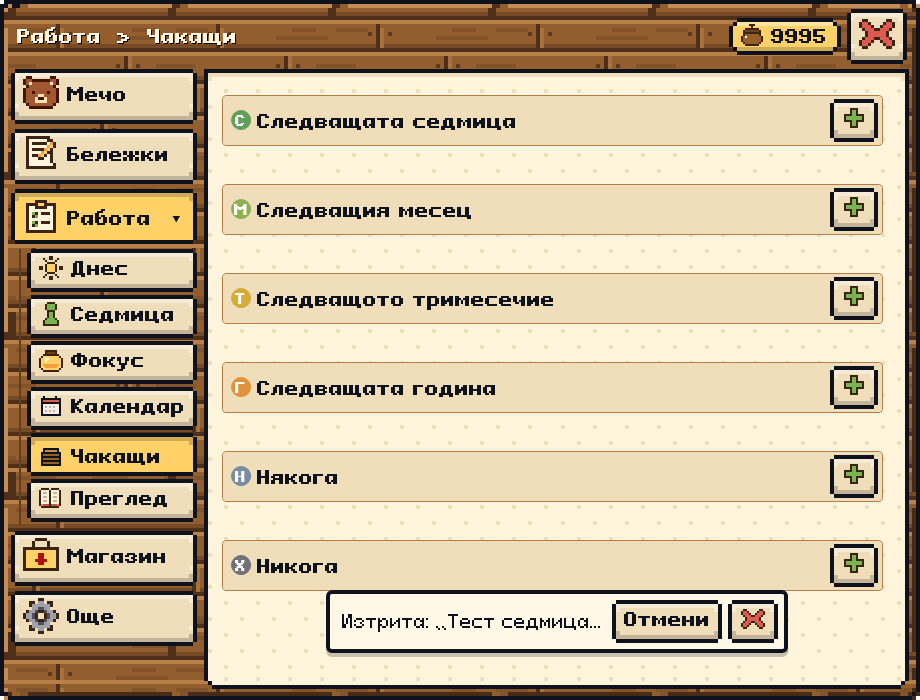 Работа > Чакащи
9995
Мечо
Бележки
Работа
Днес
Седмица
Фокус
Календар
Чакащи
Преглед
Магазин
Още
С Следващата седмица
М Следващия месец
Т Следващото тримесечие
Г Следващата година
Н Някога
Х Никога
Изтрита: „Тест седмица... Отмени